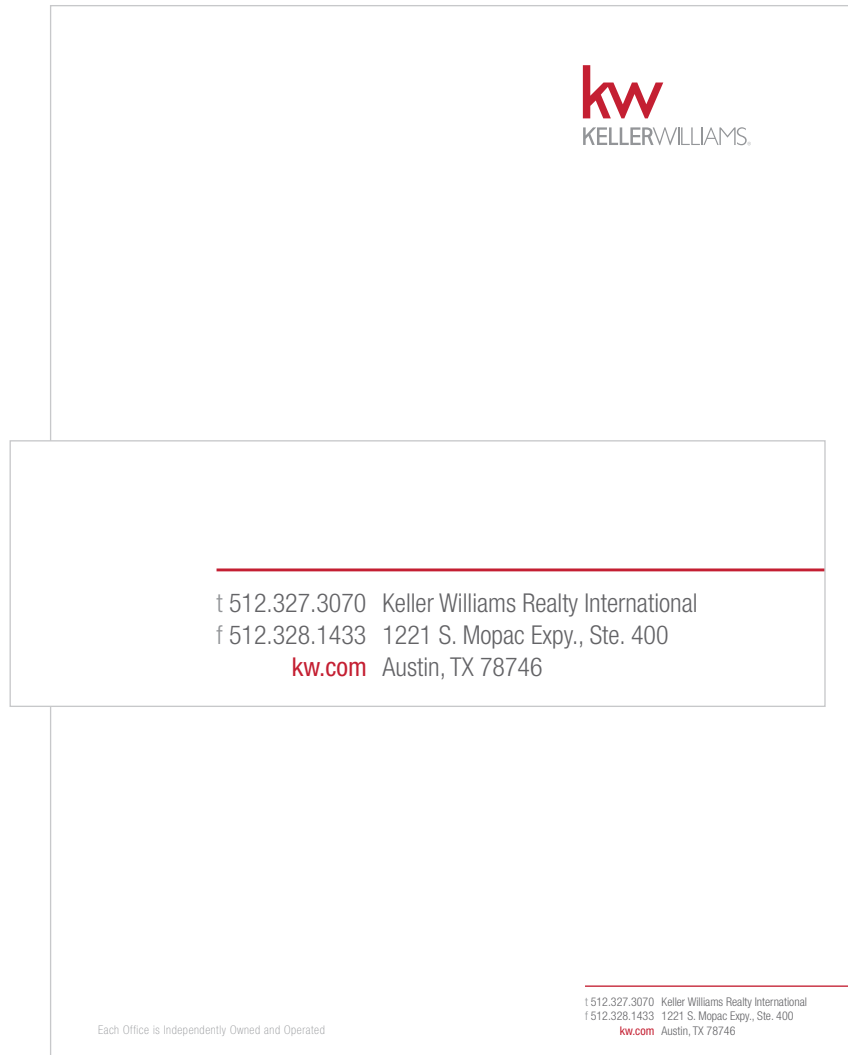 kw
KELLERWILLIAMS®
t 512.327.3070 Keller Williams Realty International
f 512.328.1433 1221 S. Mopac Expy., Ste. 400
kw.com Austin, TX 78746
t 512.327.3070 Keller Williams Realty International
f 512.328.1433 1221 S. Mopac Expy., Ste. 400
kw.com Austin, TX 78746
Each Office is Independently Owned and Operated